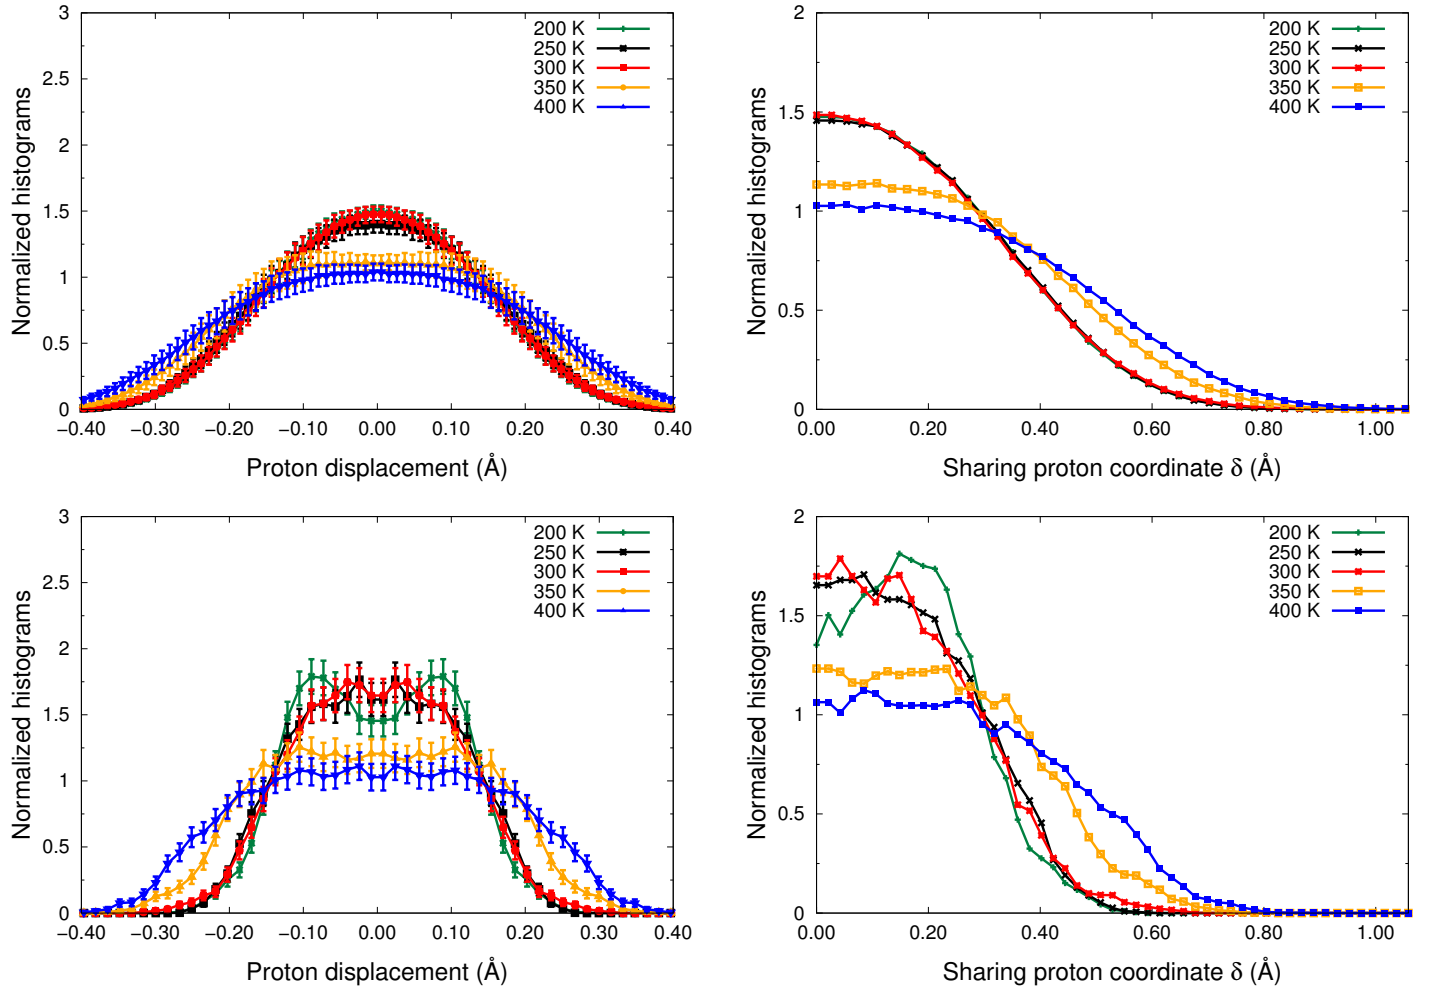 3
2.5
2
1.5
1
0.5
0
−0.40
−0.30
−0.20
−0.10
0.00
0.10
0.20
0.30
0.40
Normalized histograms
Proton displacement (Å)
200 K
250 K
300 K
350 K
400 K
2
1.5
1
0.5
0
0.00
0.20
0.40
0.60
0.80
1.00
Normalized histograms
Sharing proton coordinate δ (Å)
200 K
250 K
300 K
350 K
400 K
3
2.5
2
1.5
1
0.5
0
−0.40
−0.30
−0.20
−0.10
0.00
0.10
0.20
0.30
0.40
Normalized histograms
Proton displacement (Å)
200 K
250 K
300 K
350 K
400 K
2
1.5
1
0.5
0
0.00
0.20
0.40
0.60
0.80
1.00
Normalized histograms
Sharing proton coordinate δ (Å)
200 K
250 K
300 K
350 K
400 K